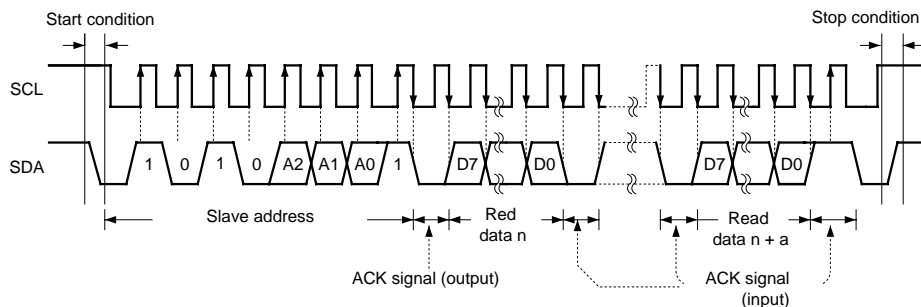 Start condition
Stop condition
SCL
SDA
1 0 1 0 A2 A1 A0 1 D7 D0 D7 D0
Slave address
Red
data n
Read
data n + a
ACK signal (output)
ACK signal
(input)